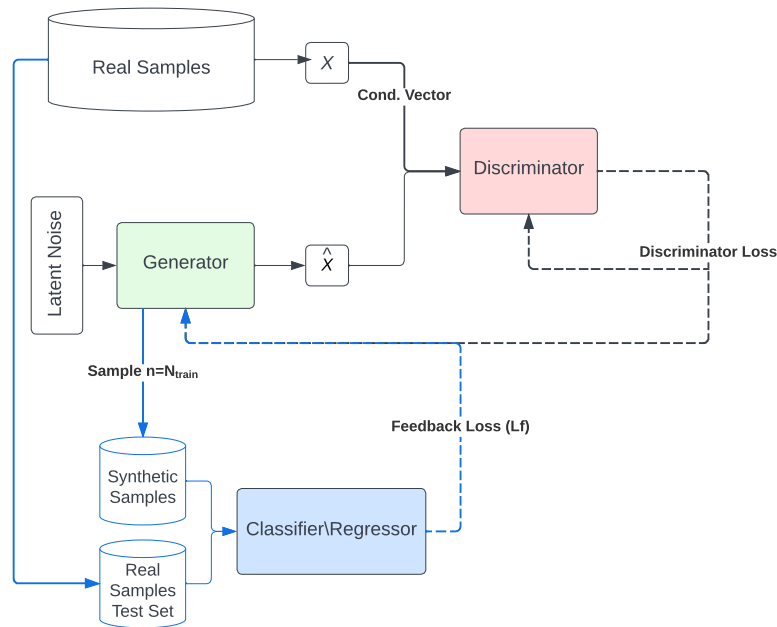 Real Samples
X
Cond. Vector
Discriminator
Latent Noise
Generator
^
X
Discriminator Loss
Sample n=Ntrain
Feedback Loss (Lf)
Synthetic
Samples
Classifier\Regressor
Real
Samples
Test Set